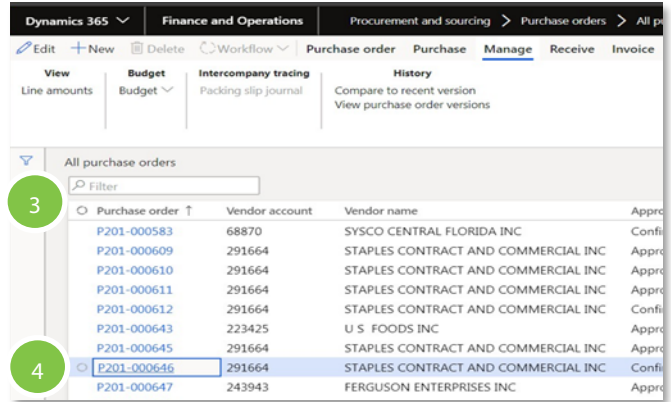 Dynamics 365 Finance and Operations Procurement and sourcing > Purchase orders > All
Edit + New Delete Workflow Purchase order Purchase Manage Receive Invoice
View Budget Intercompany tracing History
Line amounts Budget Packing slip journal Compare to recent version
View purchase order versions
All purchase orders
Filter
3
Purchase order ↑ Vendor account Vendor name Appro
P201-000583 68870 SYSCO CENTRAL FLORIDA INC Confi
P201-000609 291664 STAPLES CONTRACT AND COMMERCIAL INC Appro
P201-000610 291664 STAPLES CONTRACT AND COMMERCIAL INC Appro
P201-000611 291664 STAPLES CONTRACT AND COMMERCIAL INC Appro
P201-000612 291664 STAPLES CONTRACT AND COMMERCIAL INC Confi
P201-000643 223425 U S FOODS INC Appro
P201-000645 291664 STAPLES CONTRACT AND COMMERCIAL INC Appro
4 P201-000646 291664 STAPLES CONTRACT AND COMMERCIAL INC Confi
P201-000647 243943 FERGUSON ENTERPRISES INC Appro